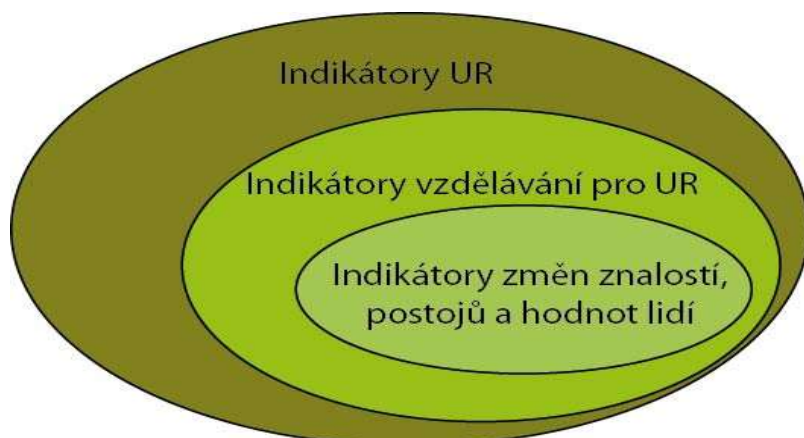 Indikátory UR
Indikátory vzdělávání pro UR
Indikátory změn znalostí,
postojů a hodnot lidí